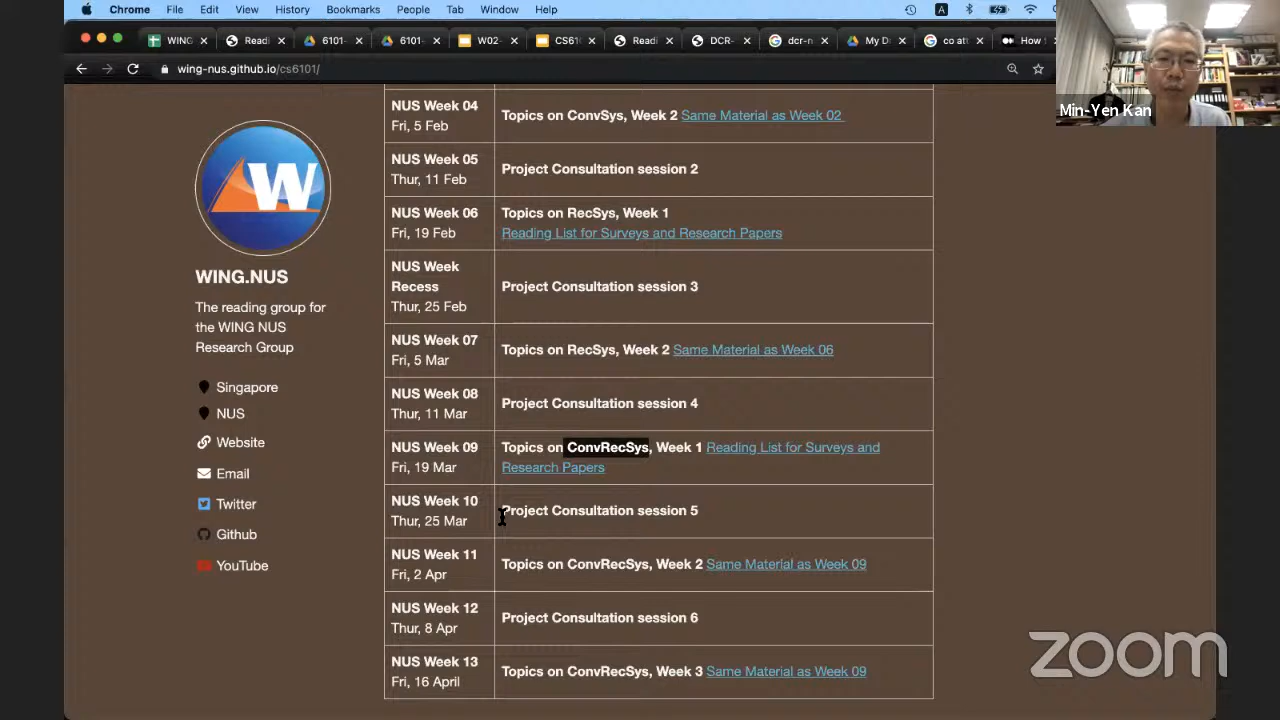 Chrome File Edit View History Bookmarks People Tab Window Help
WING Readi 6101- 6101- W02- CS61 Readi DCR- dcr-n My D co att How
wing-nus.github.io/cs6101/
Min-Yen Kan
W
WING.NUS
The reading group for
the WING NUS
Research Group
Singapore
NUS
Website
Email
Twitter
Github
YouTube
NUS Week 04
Fri, 5 Feb
Topics on ConvSys, Week 2 Same Material as Week 02
NUS Week 05
Thur, 11 Feb
Project Consultation session 2
NUS Week 06
Fri, 19 Feb
Topics on RecSys, Week 1
Reading List for Surveys and Research Papers
NUS Week
Recess
Thur, 25 Feb
Project Consultation session 3
NUS Week 07
Fri, 5 Mar
Topics on RecSys, Week 2 Same Material as Week 06
NUS Week 08
Thur, 11 Mar
Project Consultation session 4
NUS Week 09
Fri, 19 Mar
Topics on ConvRecSys, Week 1 Reading List for Surveys and
Research Papers
NUS Week 10
Thur, 25 Mar
Project Consultation session 5
NUS Week 11
Fri, 2 Apr
Topics on ConvRecSys, Week 2 Same Material as Week 09
NUS Week 12
Thur, 8 Apr
Project Consultation session 6
NUS Week 13
Fri, 16 April
Topics on ConvRecSys, Week 3 Same Material as Week 09
zoom